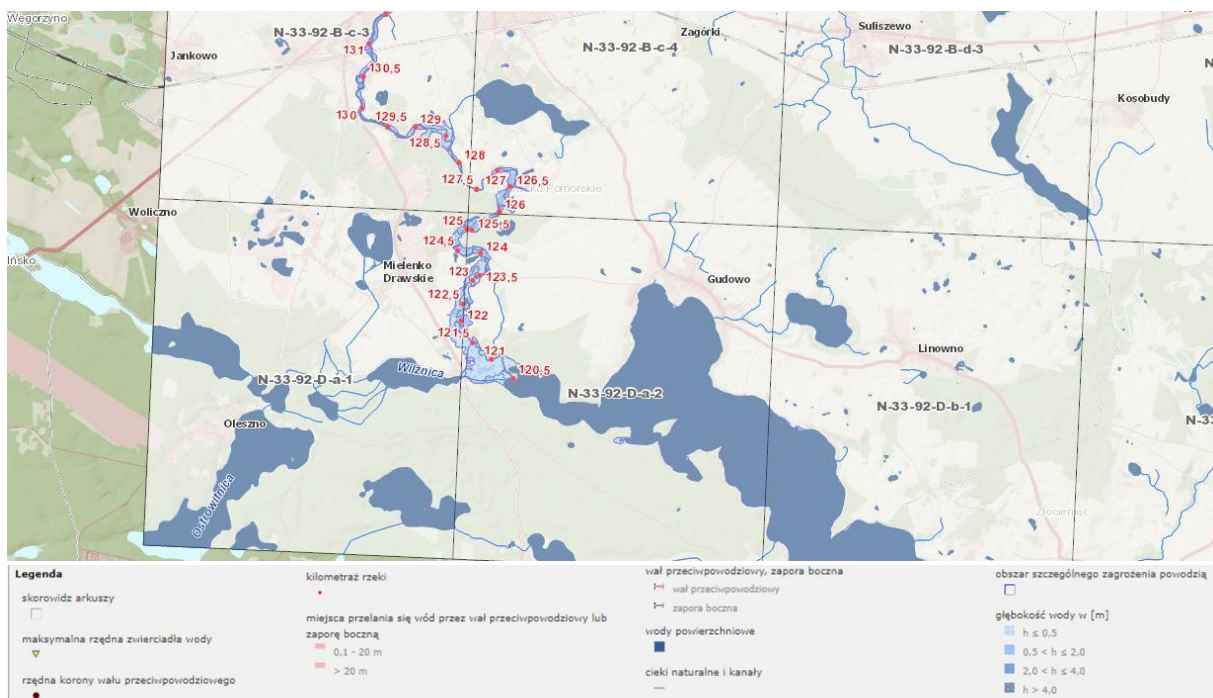 Węgorzyno
N-33-92-B-c-3
Jankowo
131
130,5
130
129,5
129
128,5
128
127,5
127
126,5
126
Zagórki
N-33-92-B-c-4
Suliszewo
N-33-92-B-d-3
Kosobudy
Woliczno
125
125,5
124,5
124
Mielenko
Drawskie
123
123,5
122,5
122
121,5
121
120,5
Gudowo
Linowno
Wilźnica
N-33-92-D-a-1
N-33-92-D-a-2
N-33-92-D-b-1
N-33
Oleszno
Ostrowitnica
Złocieniec
Legenda
skorowidz arkuszy
maksymalna rzędna zwierciadła wody
rzędna korony wału przeciwpowodziowego
kilometraż rzeki
miejsca przelania się wód przez wał przeciwpowodziowy lub
zaporę boczną
0,1 - 20 m
> 20 m
wał przeciwpowodziowy, zapora boczna
wał przeciwpowodziowy
zapora boczna
wody powierzchniowe
cieki naturalne i kanały
obszar szczególnego zagrożenia powodzią
głębokość wody w [m]
h ≤ 0,5
0,5 < h ≤ 2,0
2,0 < h ≤ 4,0
h > 4,0